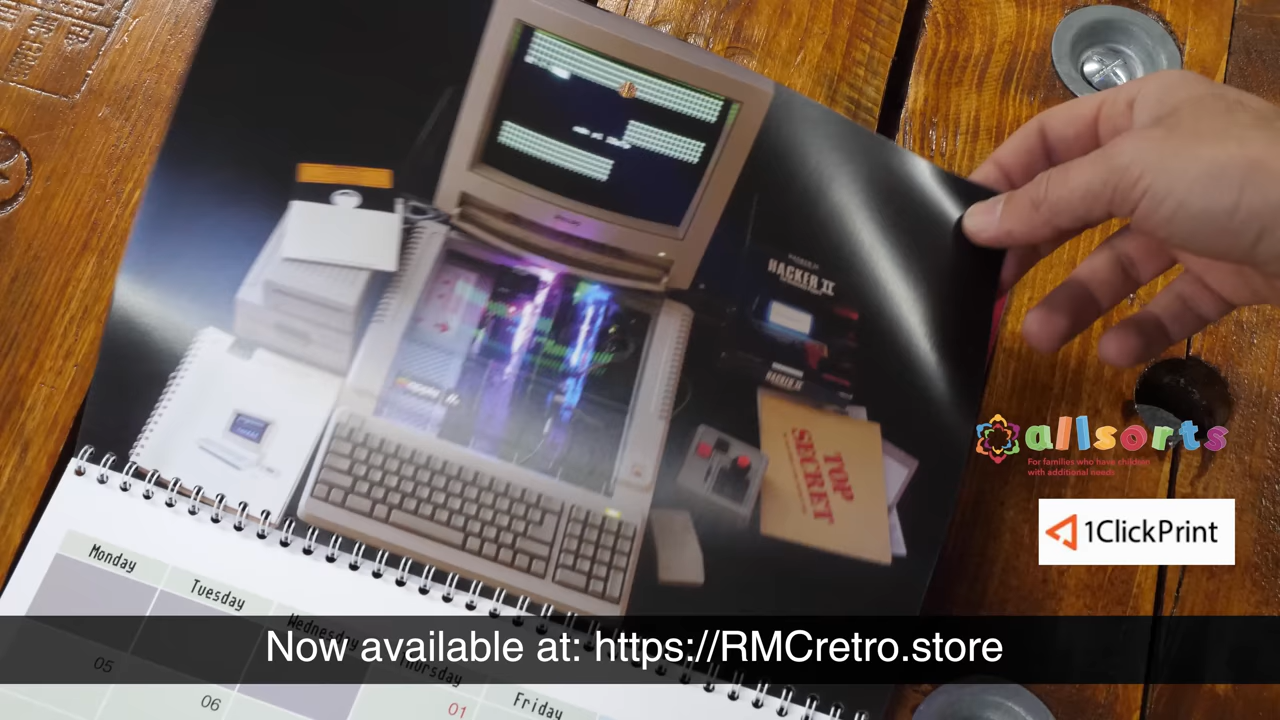 HACKER II
HACKER II
TOP
SECRET
allsorts
For families who have children
with additional needs
1ClickPrint
Monday
Tuesday
Wednesday
Thursday
Friday
05
06
01
Now available at: https://RMCretro.store